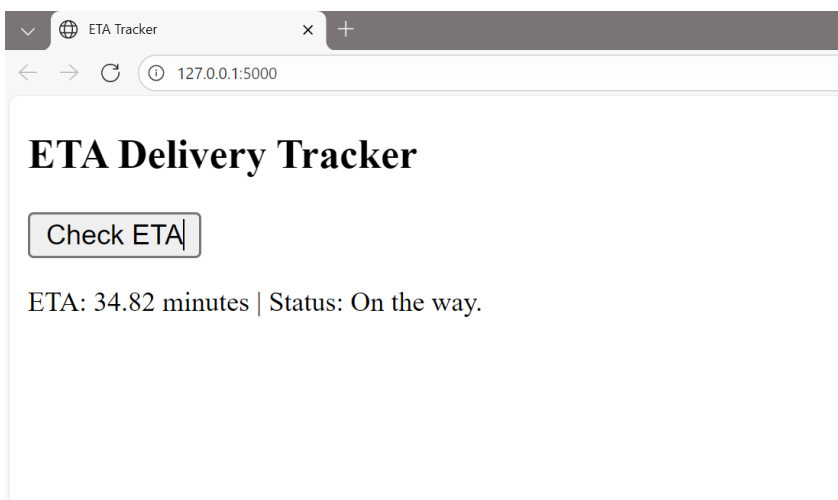 ETA Tracker
127.0.0.1:5000
ETA Delivery Tracker
Check ETA
ETA: 34.82 minutes | Status: On the way.